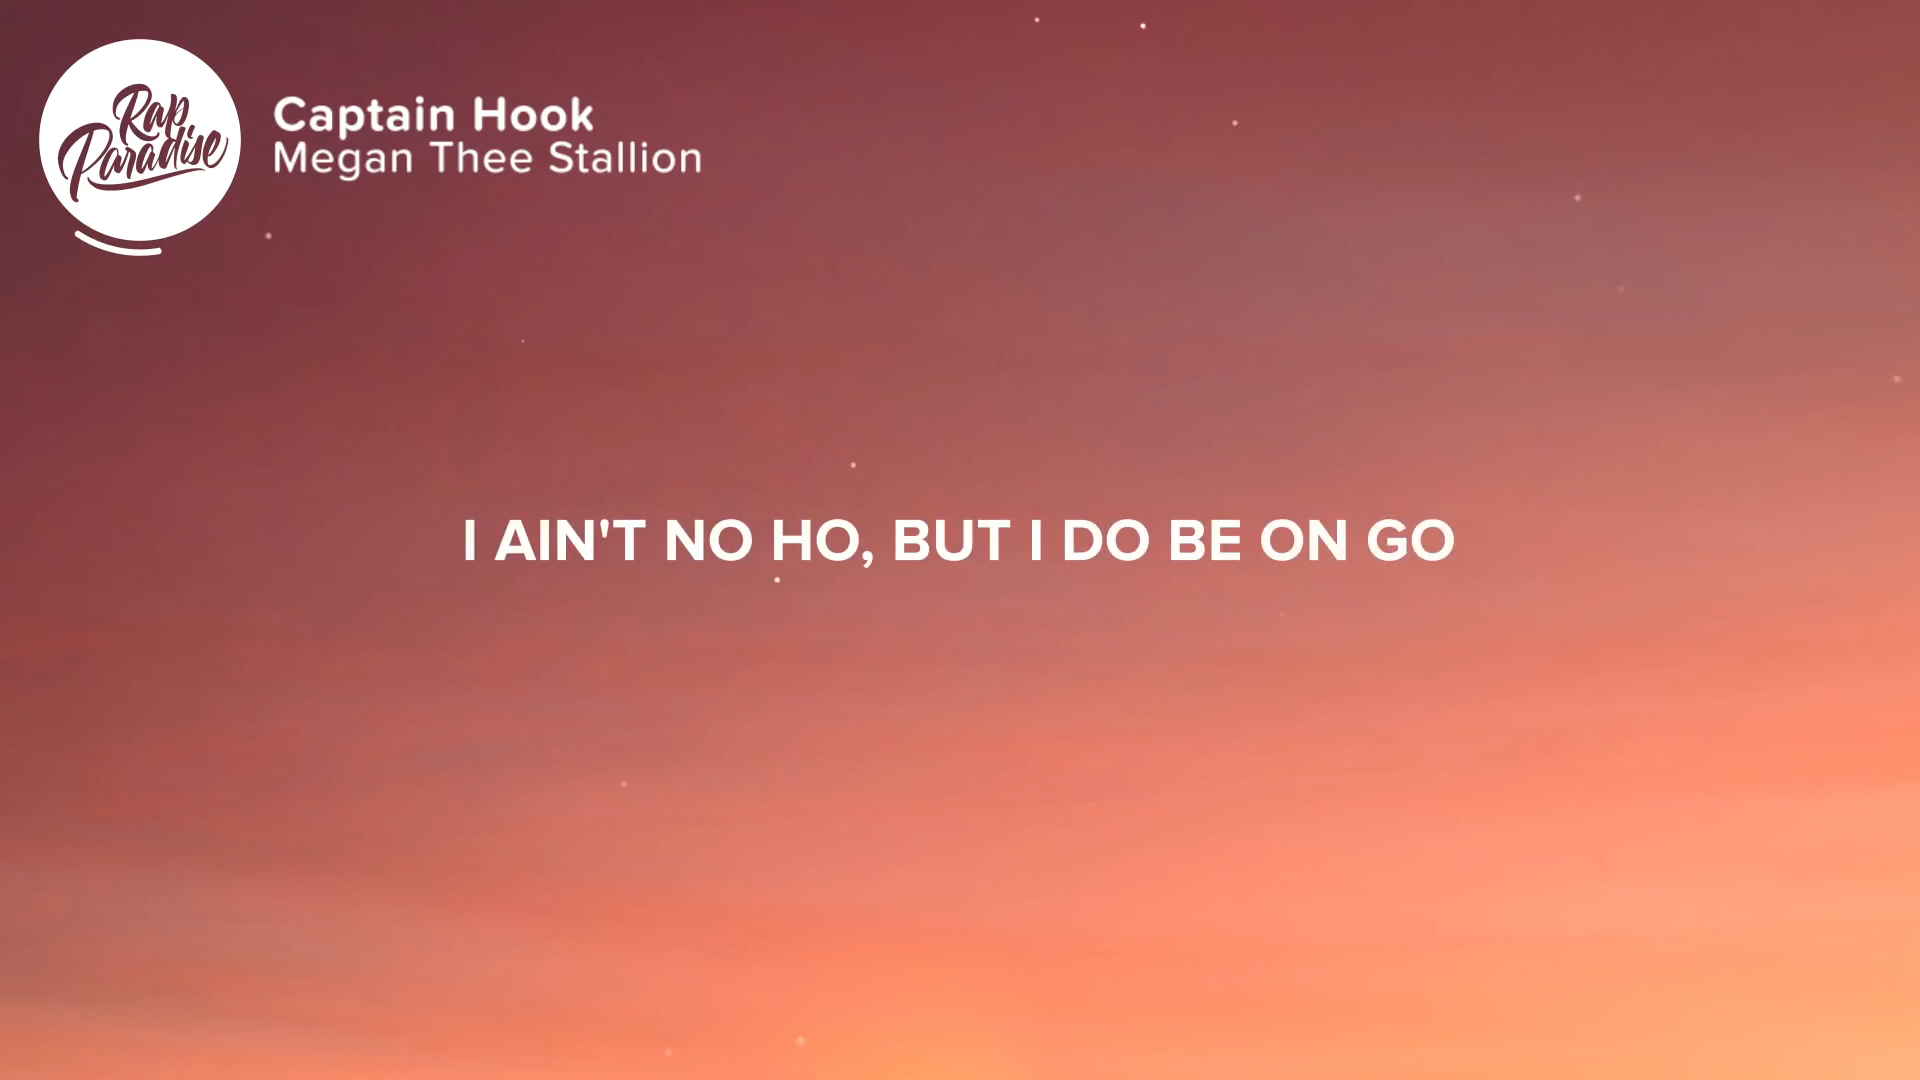 Rap
Paradise
Captain Hook
Megan Thee Stallion
I AIN'T NO HO, BUT I DO BE ON GO